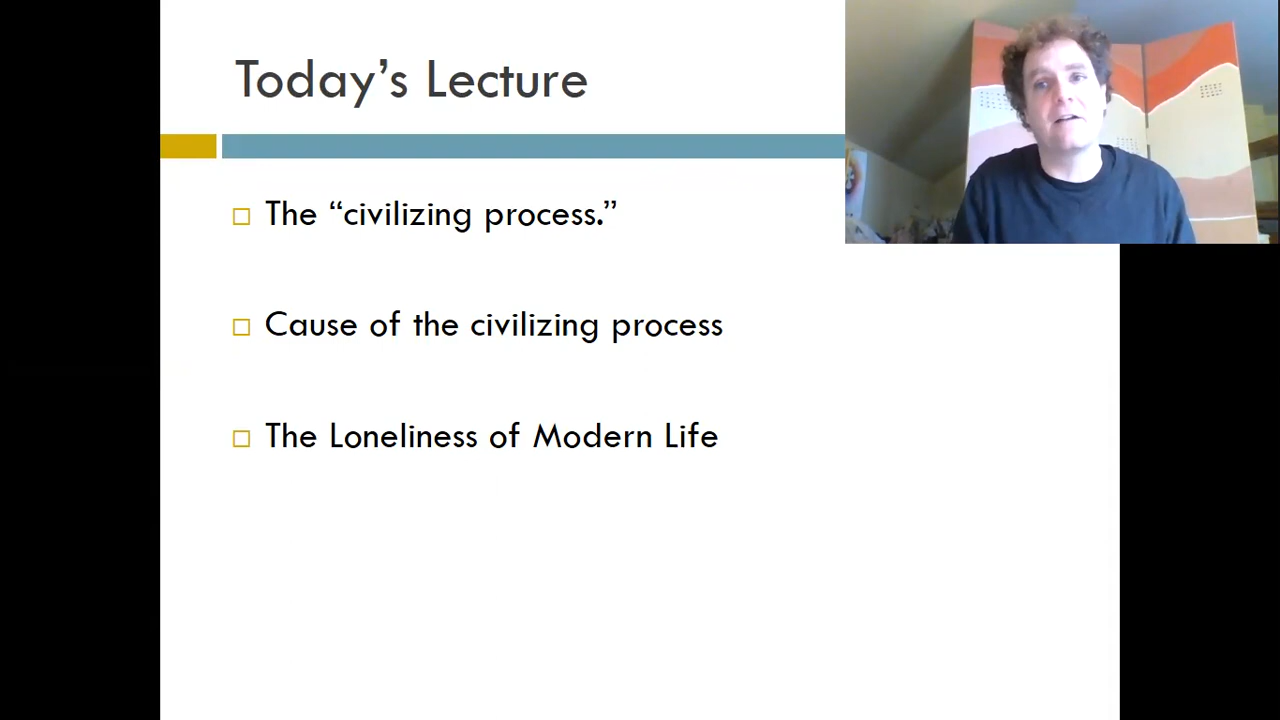 Today’s Lecture
The “civilizing process.”
Cause of the civilizing process
The Loneliness of Modern Life